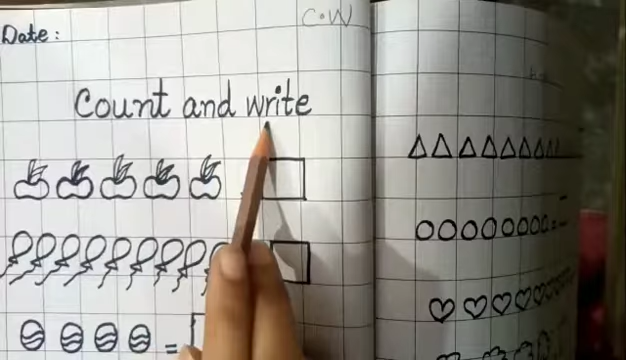 C.W
Date:
Count and write
=
=